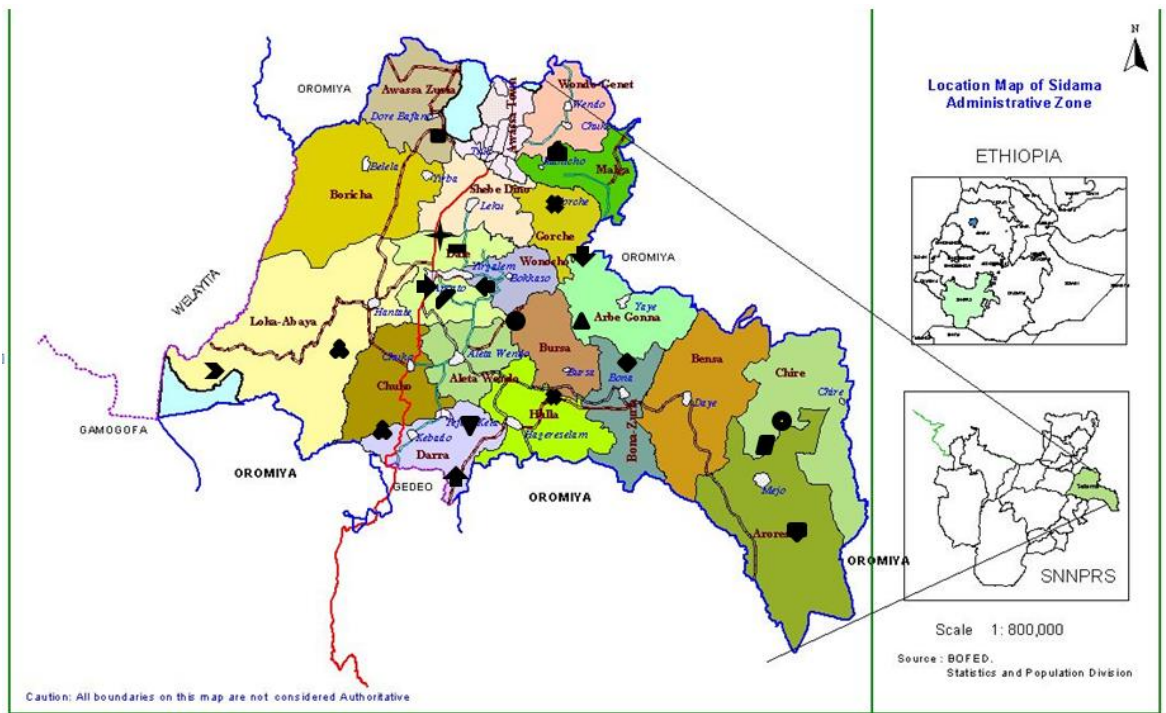 OROMIYA
Awassa Zuria
Dore Bafano
Wondo-Genet
Wendo
Awassa Town
Malga
Belela
Yirba
Boricha
Shebe Dino
Leku
Gorche
Dale
Wonocho
OROMIYA
Bokkaso
WELAYITA
Hantate
Yaye
Loka-Abaya
Arbe Gonna
Aleta Wendo
Bursa
Bensa
Chire
Chuko
Aleta Wendo
Bursa
Bona
Chire
Daye
GAMOGOFA
Kebado
Hulla
Hagereselam
Bona-Zuria
OROMIYA
Darra
GEDEO
OROMIYA
Mejo
OROMIYA
Caution: All boundaries on this map are not considered Authoritative
N
Location Map of Sidama
Administrative Zone
ETHIOPIA
SNNPRS
Scale 1: 800,000
Source : BOFED.
Statistics and Population Division